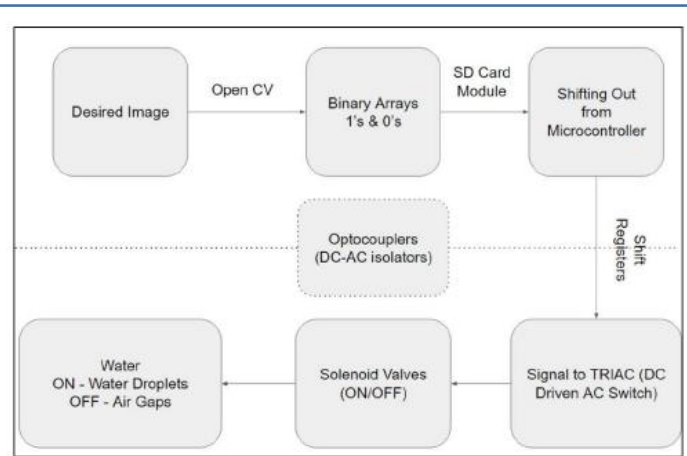 Desired Image
Open CV
Binary Arrays
1's & 0's
SD Card
Module
Shifting Out
from
Microcontroller
Optocouplers
(DC-AC isolators)
Shift
Registers
Water
ON - Water Droplets
OFF - Air Gaps
Solenoid Valves
(ON/OFF)
Signal to TRIAC (DC
Driven AC Switch)